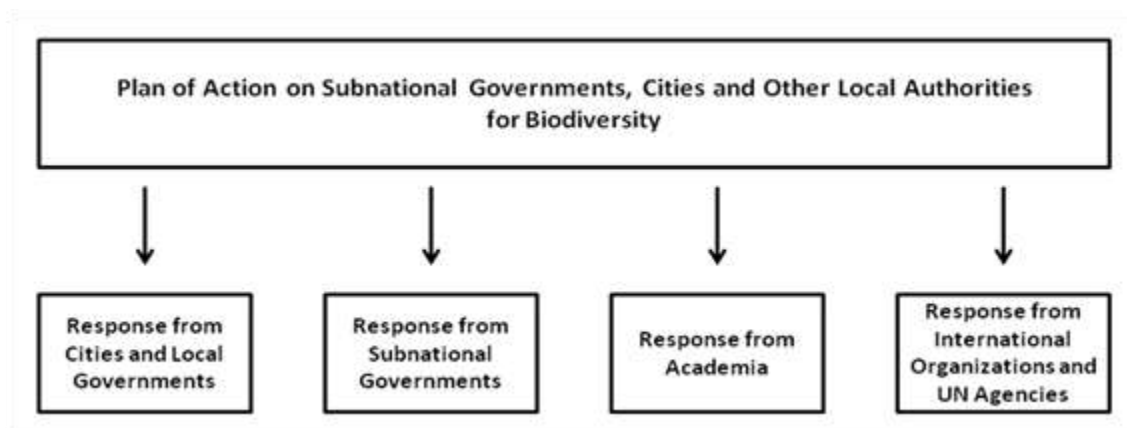 Plan of Action on Subnational Governments, Cities and Other Local Authorities
for Biodiversity
Response from
Cities and Local
Governments
Response from
Subnational
Governments
Response from
Academia
Response from
International
Organizations and
UN Agencies